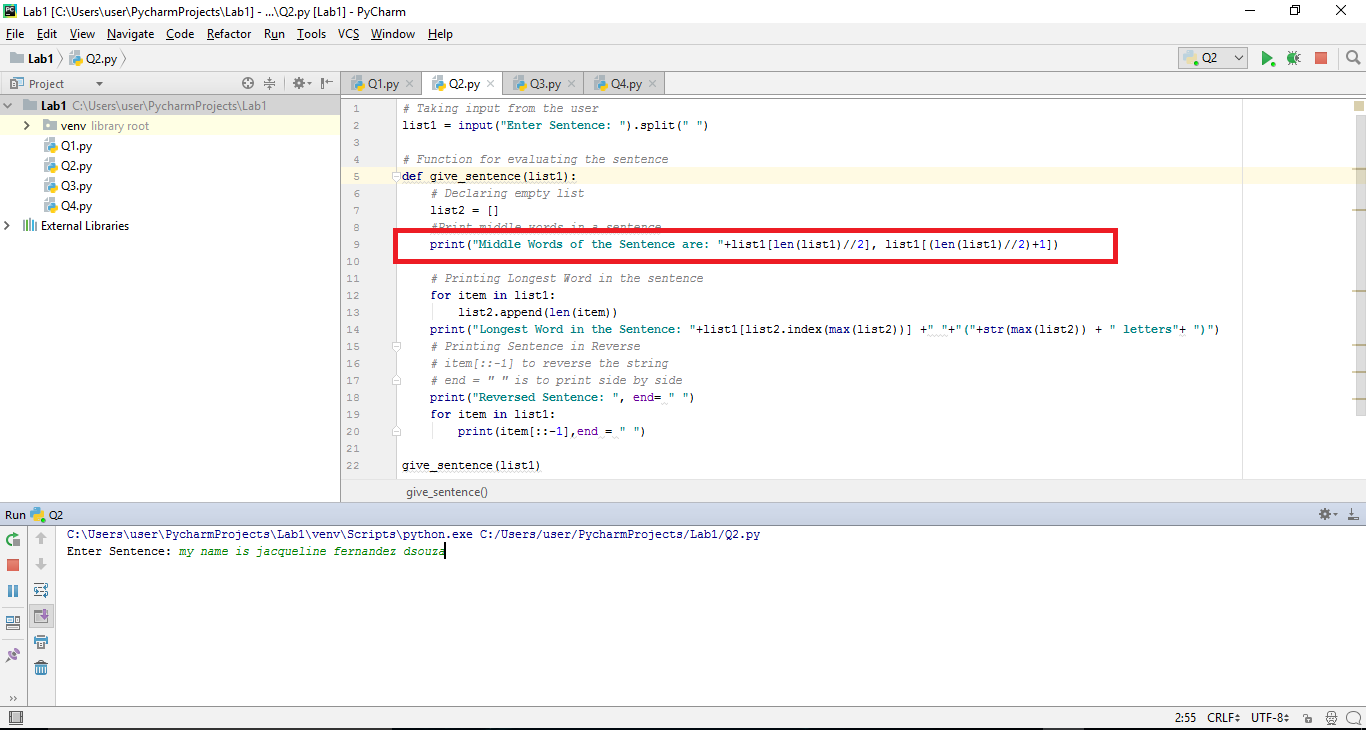 Lab1 [C:\Users\user\PycharmProjects\Lab1] - ...\Q2.py [Lab1] - PyCharm
File Edit View Navigate Code Refactor Run Tools VCS Window Help
Lab1 Q2.py Q2
Project Q1.py Q2.py Q3.py Q4.py
Lab1 C:\Users\user\PycharmProjects\Lab1
venv library root
Q1.py
Q2.py
Q3.py
Q4.py
External Libraries
1 # Taking input from the user
2 list1 = input("Enter Sentence: ").split(" ")
3
4 # Function for evaluating the sentence
5 def give_sentence(list1):
6 # Declaring empty list
7 list2 = []
8 #Print middle words in a sentence
9 print("Middle Words of the Sentence are: "+list1[len(list1)//2], list1[(len(list1)//2)+1])
10
11 # Printing Longest Word in the sentence
12 for item in list1:
13 list2.append(len(item))
14 print("Longest Word in the Sentence: "+list1[list2.index(max(list2))] +" "+"("+str(max(list2)) + " letters"+ ")")
15 # Printing Sentence in Reverse
16 # item[::-1] to reverse the string
17 # end = " " is to print side by side
18 print("Reversed Sentence: ", end= " ")
19 for item in list1:
20 print(item[::-1],end = " ")
21
22 give_sentence(list1)
give_sentence()
Run Q2
C:\Users\user\PycharmProjects\Lab1\venv\Scripts\python.exe C:/Users/user/PycharmProjects/Lab1/Q2.py
Enter Sentence: my name is jacqueline fernandez dsouza
2:55 CRLF UTF-8